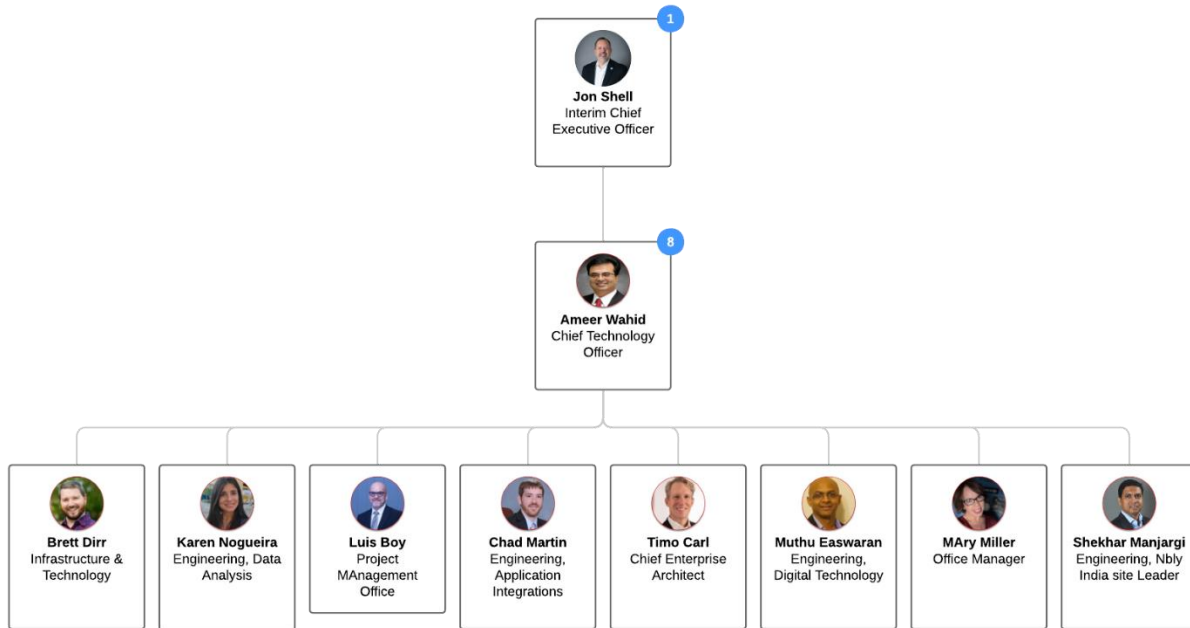 1
Jon Shell
Interim Chief
Executive Officer
8
Ameer Wahid
Chief Technology
Officer
Brett Dirr
Infrastructure &
Technology
Karen Nogueira
Engineering, Data
Analysis
Luis Boy
Project
MAnagement
Office
Chad Martin
Engineering,
Application
Integrations
Timo Carl
Chief Enterprise
Architect
Muthu Easwaran
Engineering,
Digital Technology
MAry Miller
Office Manager
Shekhar Manjargi
Engineering, Nbly
India site Leader